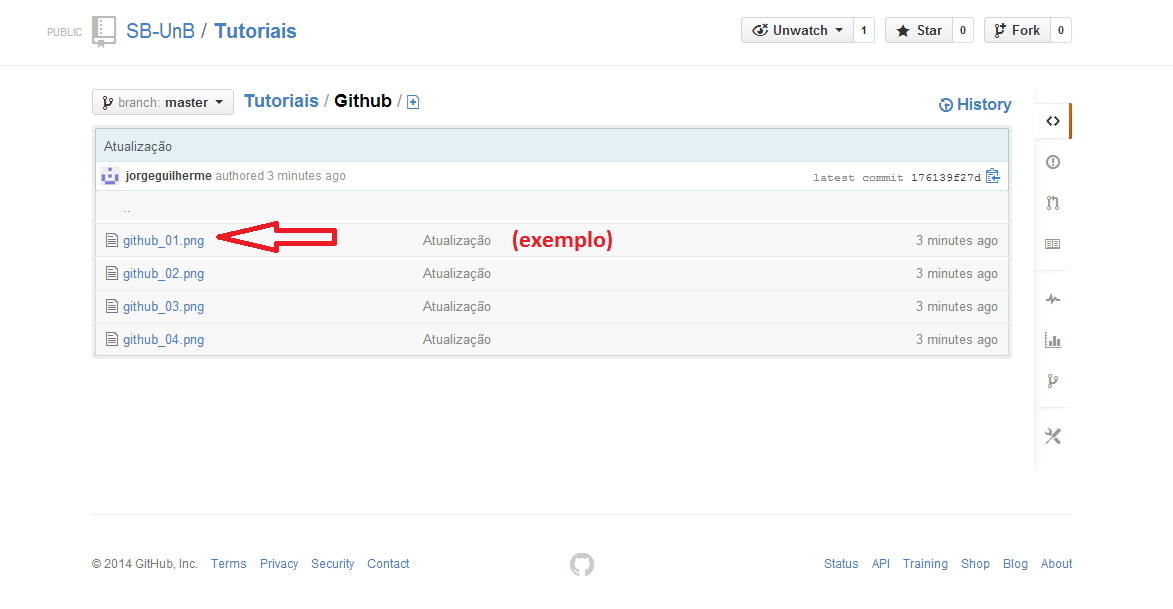 PUBLIC SB-UnB / Tutoriais Unwatch 1 Star 0 Fork 0
branch: master Tutoriais / Github / History
Atualização
jorgeguilherme authored 3 minutes ago latest commit 176139f27d
..
github_01.png Atualização (exemplo) 3 minutes ago
github_02.png Atualização 3 minutes ago
github_03.png Atualização 3 minutes ago
github_04.png Atualização 3 minutes ago
© 2014 GitHub, Inc. Terms Privacy Security Contact Status API Training Shop Blog About